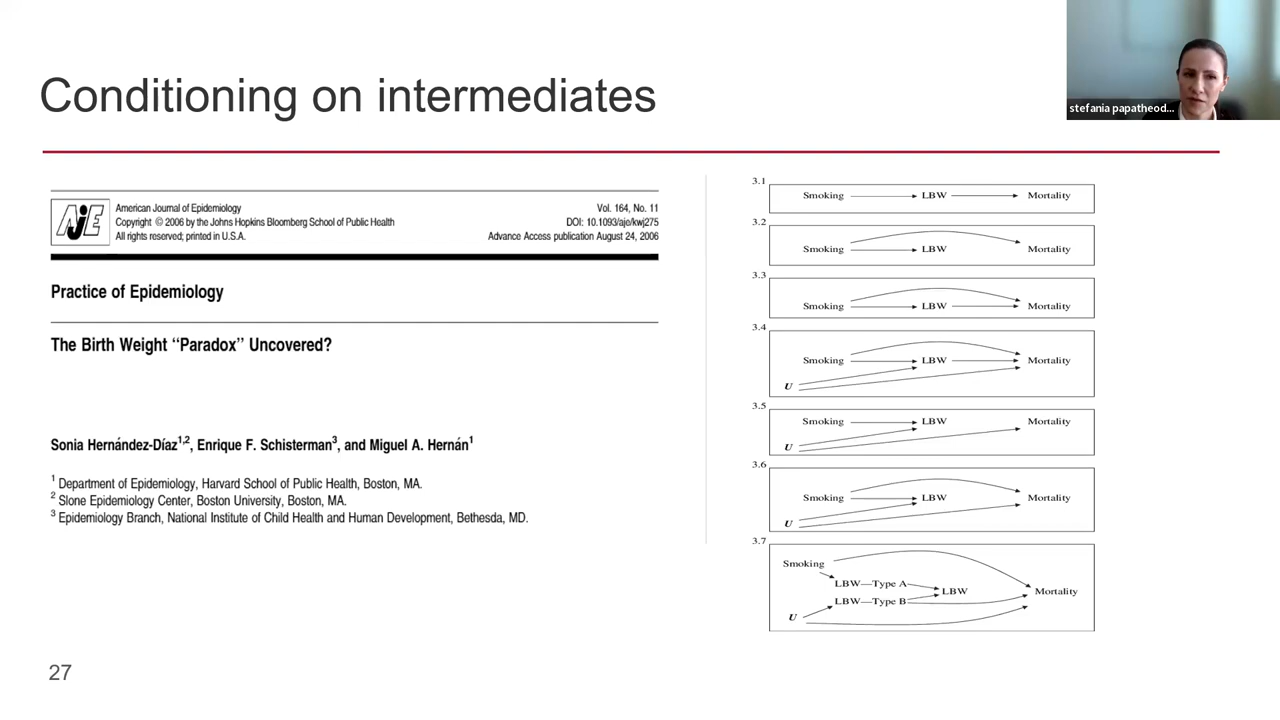 Conditioning on intermediates
stefania papatheod...
AJE
American Journal of Epidemiology
Copyright © 2006 by the Johns Hopkins Bloomberg School of Public Health
All rights reserved; printed in U.S.A.
Vol. 164, No. 11
DOI: 10.1093/aje/kwj275
Advance Access publication August 24, 2006
Practice of Epidemiology
The Birth Weight “Paradox” Uncovered?
Sonia Hernández-Díaz1,2, Enrique F. Schisterman3, and Miguel A. Hernán1
1 Department of Epidemiology, Harvard School of Public Health, Boston, MA.
2 Slone Epidemiology Center, Boston University, Boston, MA.
3 Epidemiology Branch, National Institute of Child Health and Human Development, Bethesda, MD.
3.1
Smoking LBW Mortality
3.2
Smoking LBW Mortality
3.3
Smoking LBW Mortality
3.4
Smoking LBW Mortality
U
3.5
Smoking LBW Mortality
U
3.6
Smoking LBW Mortality
U
3.7
Smoking
LBW—Type A
LBW Mortality
LBW—Type B
U
27